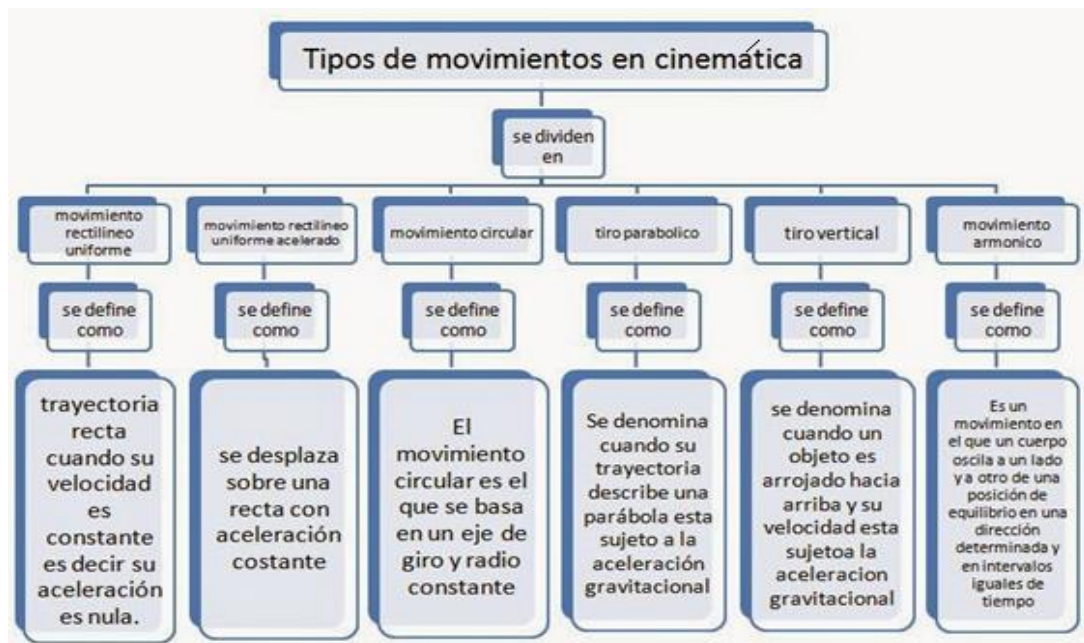 Tipos de movimientos en cinemática
se dividen
en
movimiento
rectilineo
uniforme
movimiento rectilineo
uniforme acelerado
movimiento circular
tiro parabolico
tiro vertical
movimiento
armonico
se define
como
se define
como
se define
como
se define
como
se define
como
se define
como
trayectoria
recta
cuando su
velocidad
es
constante
es decir su
aceleración
es nula.
se desplaza
sobre una
recta con
aceleración
costante
El
movimiento
circular es el
que se basa
en un eje de
giro y radio
constante
Se denomina
cuando su
trayectoria
describe una
parábola esta
sujeto a la
aceleración
gravitacional
se denomina
cuando un
objeto es
arrojado hacia
arriba y su
velocidad esta
sujetoa la
aceleracion
gravitacional
Es un
movimiento en
el que un cuerpo
oscila a un lado
y a otro de una
posición de
equilibrio en una
dirección
determinada y
en intervalos
iguales de
tiempo